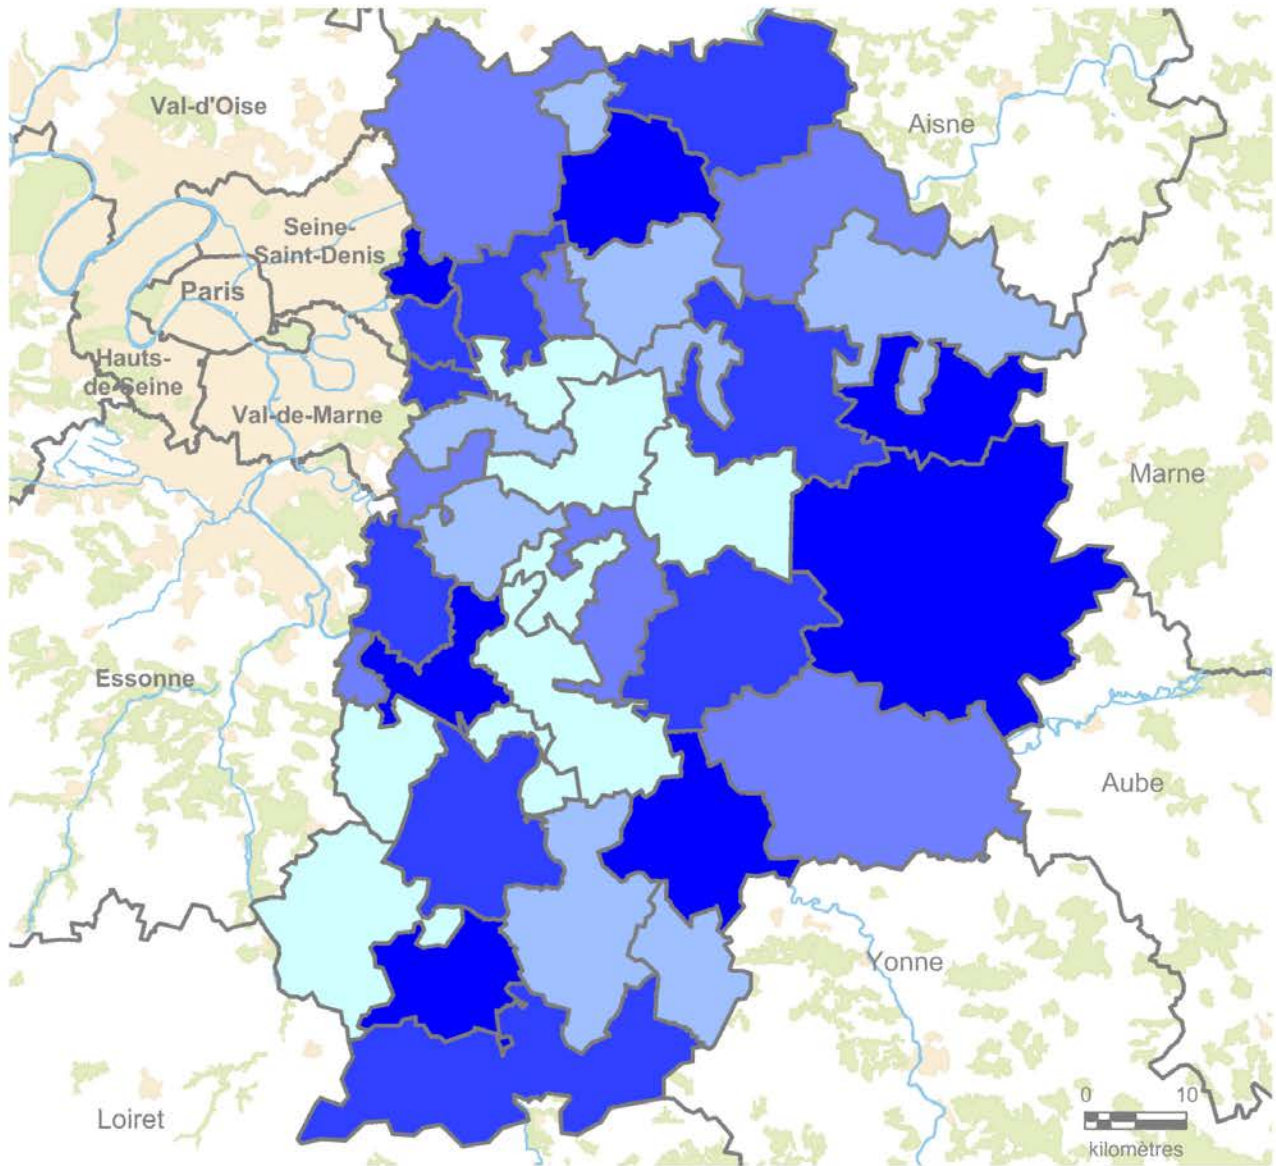 Val-d'Oise
Aisne
Seine-
Saint-Denis
Paris
Hauts-
de-Seine
Val-de-Marne
Marne
Essonne
Aube
Yonne
Loiret
0 10
kilomètres